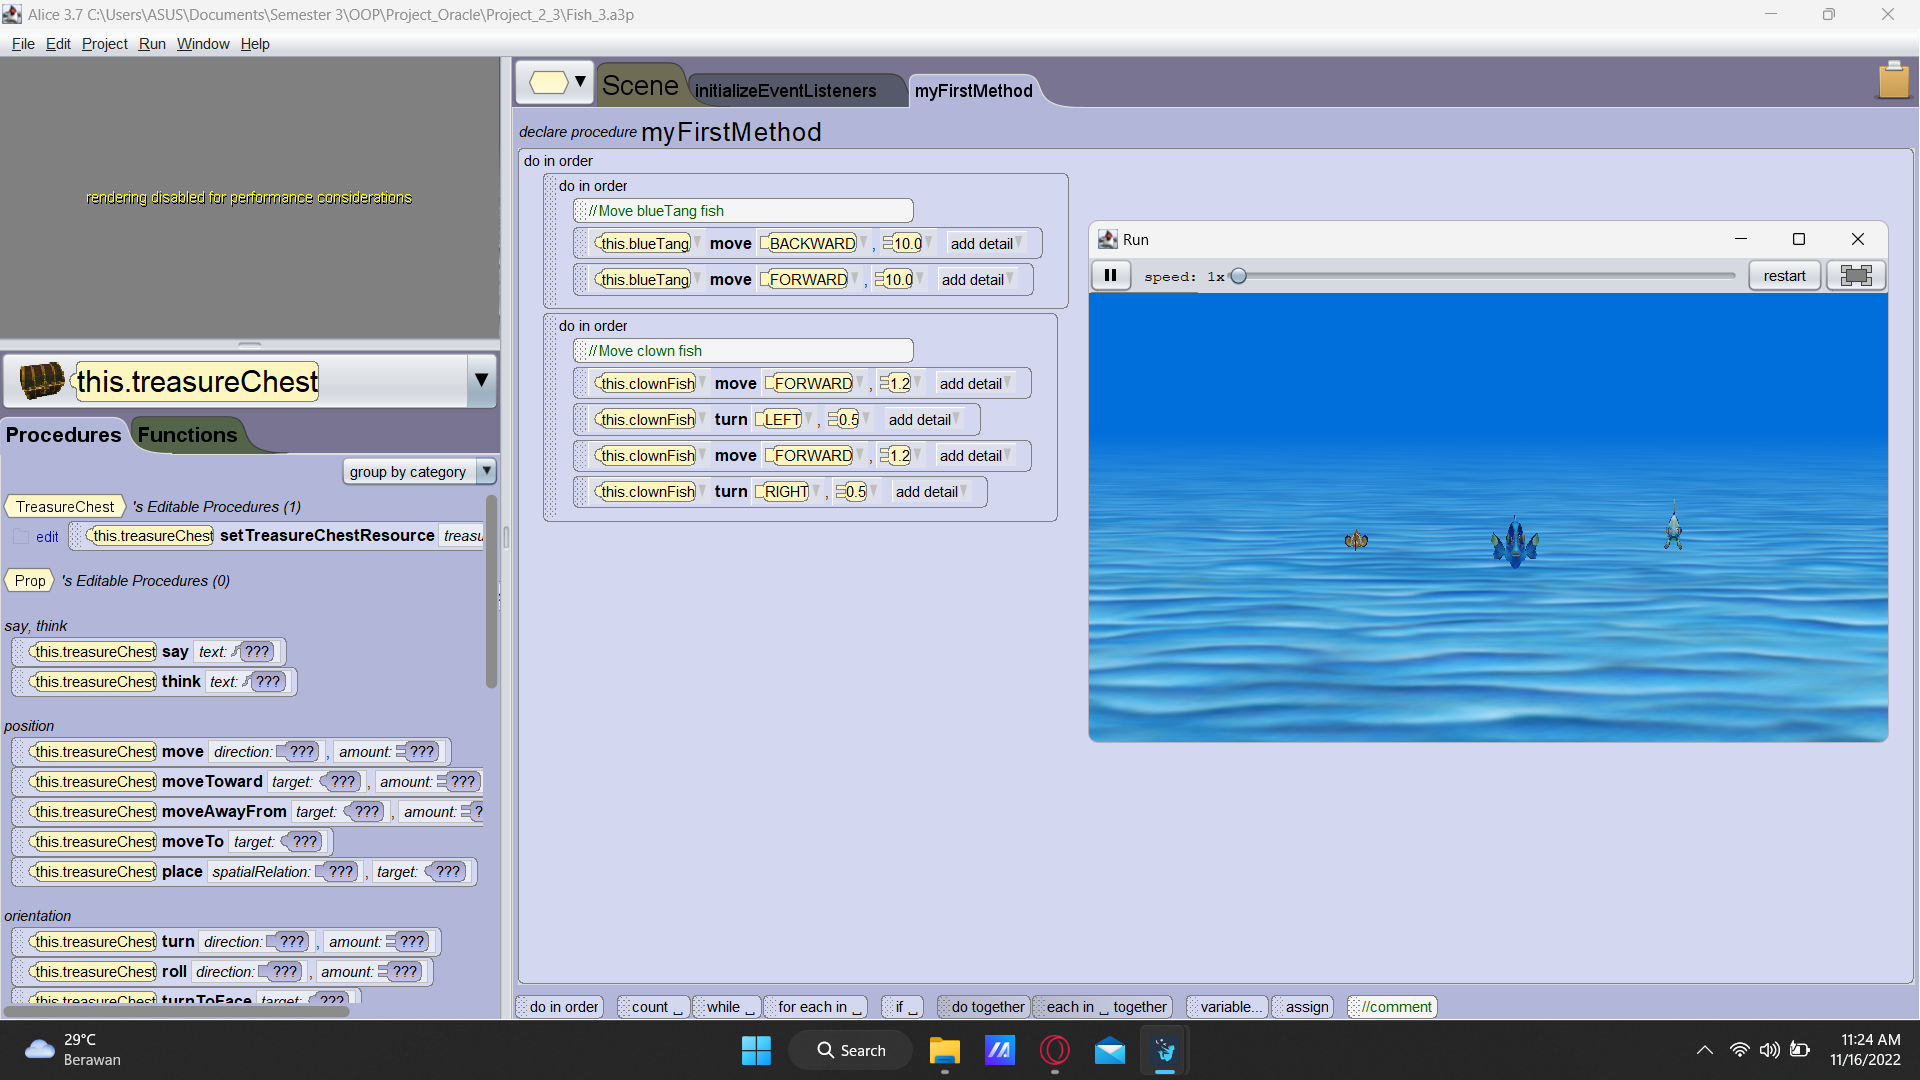 Alice 3.7 C:\Users\ASUS\Documents\Semester 3\OOP\Project_Oracle\Project_2_3\Fish_3.a3p
File Edit Project Run Window Help
rendering disabled for performance considerations
this.treasureChest
Procedures Functions
group by category
TreasureChest 's Editable Procedures (1)
edit this.treasureChest setTreasureChestResource treasu
Prop 's Editable Procedures (0)
say, think
this.treasureChest say text: ???
this.treasureChest think text: ???
position
this.treasureChest move direction: ??? , amount: ???
this.treasureChest moveToward target: ??? , amount: ???
this.treasureChest moveAwayFrom target: ??? , amount: ?
this.treasureChest moveTo target: ???
this.treasureChest place spatialRelation: ??? , target: ???
orientation
this.treasureChest turn direction: ??? , amount: ???
this.treasureChest roll direction: ??? , amount: ???
this.treasureChest turnToFace target: ???
Scene initializeEventListeners myFirstMethod
declare procedure myFirstMethod
do in order
do in order
//Move blueTang fish
this.blueTang move BACKWARD , 10.0 add detail
this.blueTang move FORWARD , 10.0 add detail
do in order
//Move clown fish
this.clownFish move FORWARD , 1.2 add detail
this.clownFish turn LEFT , 0.5 add detail
this.clownFish move FORWARD , 1.2 add detail
this.clownFish turn RIGHT , 0.5 add detail
Run
speed: 1x restart
do in order count while for each in if do together each in together variable... assign //comment
29°C
Berawan
Search
11:24 AM
11/16/2022